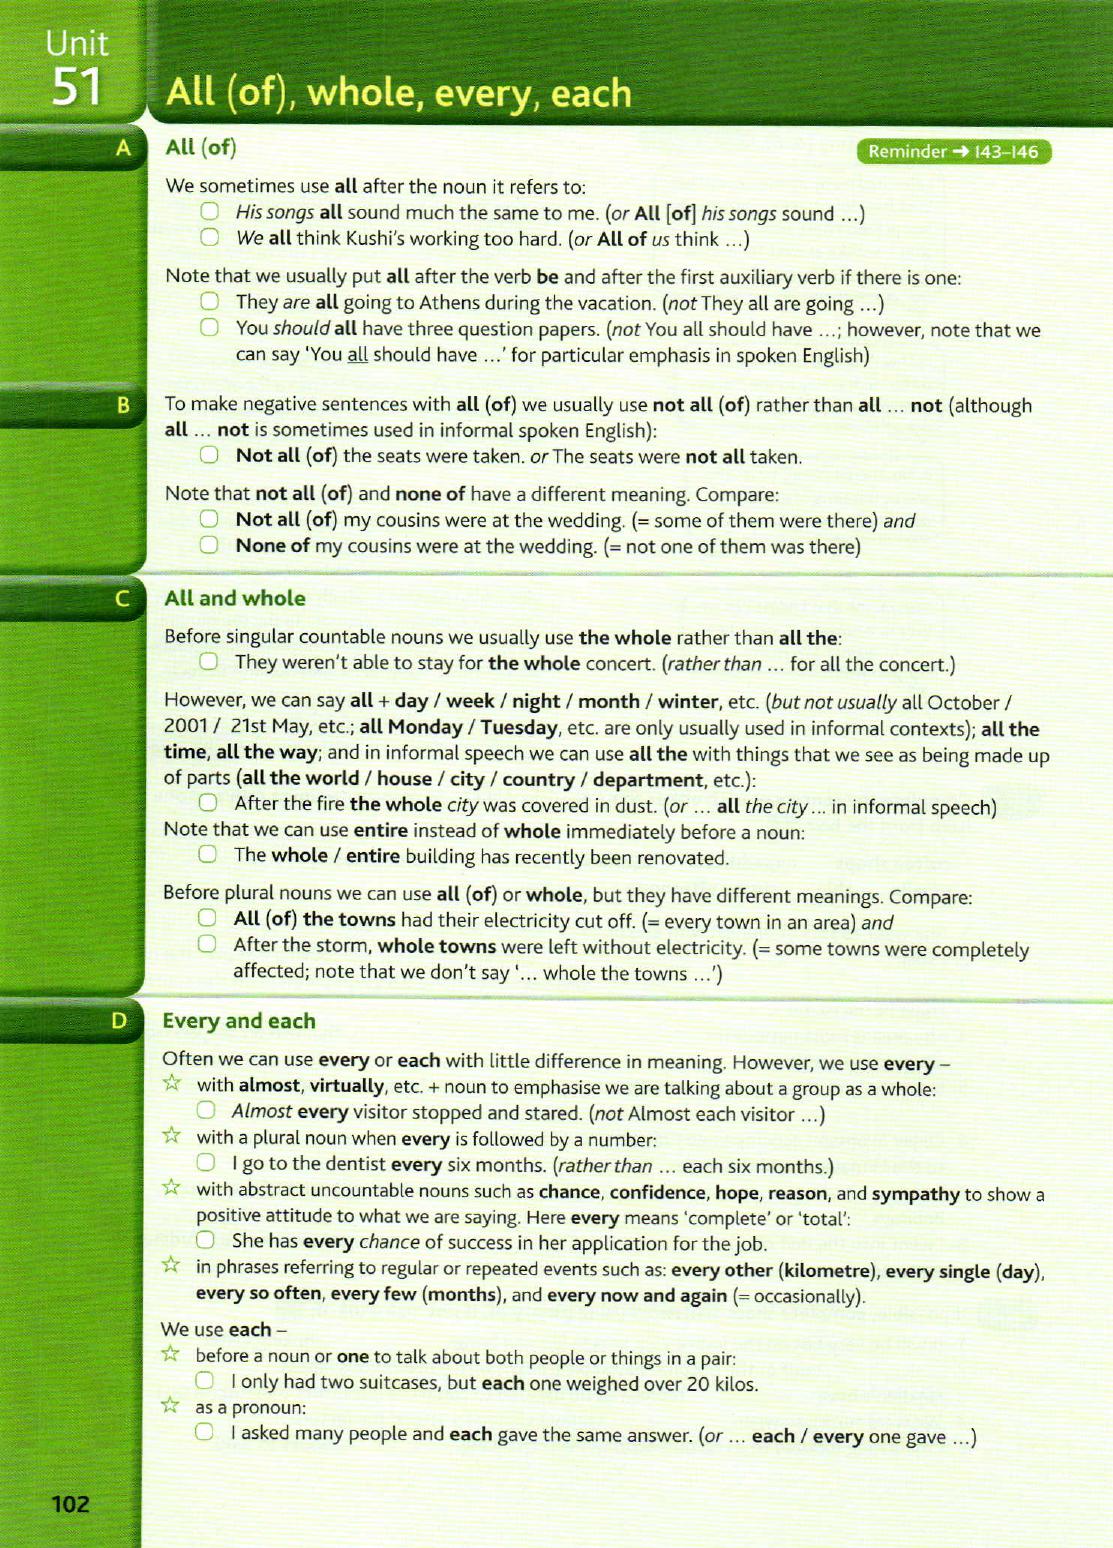 Unit
51
All (of), whole, every, each
A
All (of)
Reminder → 143–146
We sometimes use all after the noun it refers to:
His songs all sound much the same to me. (or All [of] his songs sound ...)
We all think Kushi's working too hard. (or All of us think ...)
Note that we usually put all after the verb be and after the first auxiliary verb if there is one:
They are all going to Athens during the vacation. (not They all are going ...)
You should all have three question papers. (not You all should have ...; however, note that we
can say 'You all should have ...' for particular emphasis in spoken English)
B
To make negative sentences with all (of) we usually use not all (of) rather than all ... not (although
all ... not is sometimes used in informal spoken English):
Not all (of) the seats were taken. or The seats were not all taken.
Note that not all (of) and none of have a different meaning. Compare:
Not all (of) my cousins were at the wedding. (= some of them were there) and
None of my cousins were at the wedding. (= not one of them was there)
C
All and whole
Before singular countable nouns we usually use the whole rather than all the:
They weren't able to stay for the whole concert. (rather than ... for all the concert.)
However, we can say all + day / week / night / month / winter, etc. (but not usually all October /
2001 / 21st May, etc.; all Monday / Tuesday, etc. are only usually used in informal contexts); all the
time, all the way; and in informal speech we can use all the with things that we see as being made up
of parts (all the world / house / city / country / department, etc.):
After the fire the whole city was covered in dust. (or ... all the city ... in informal speech)
Note that we can use entire instead of whole immediately before a noun:
The whole / entire building has recently been renovated.
Before plural nouns we can use all (of) or whole, but they have different meanings. Compare:
All (of) the towns had their electricity cut off. (= every town in an area) and
After the storm, whole towns were left without electricity. (= some towns were completely
affected; note that we don't say '... whole the towns ...')
D
Every and each
Often we can use every or each with little difference in meaning. However, we use every –
☆ with almost, virtually, etc. + noun to emphasise we are talking about a group as a whole:
Almost every visitor stopped and stared. (not Almost each visitor ...)
☆ with a plural noun when every is followed by a number:
I go to the dentist every six months. (rather than ... each six months.)
☆ with abstract uncountable nouns such as chance, confidence, hope, reason, and sympathy to show a
positive attitude to what we are saying. Here every means 'complete' or 'total':
She has every chance of success in her application for the job.
☆ in phrases referring to regular or repeated events such as: every other (kilometre), every single (day),
every so often, every few (months), and every now and again (= occasionally).
We use each –
☆ before a noun or one to talk about both people or things in a pair:
I only had two suitcases, but each one weighed over 20 kilos.
☆ as a pronoun:
I asked many people and each gave the same answer. (or ... each / every one gave ...)
102